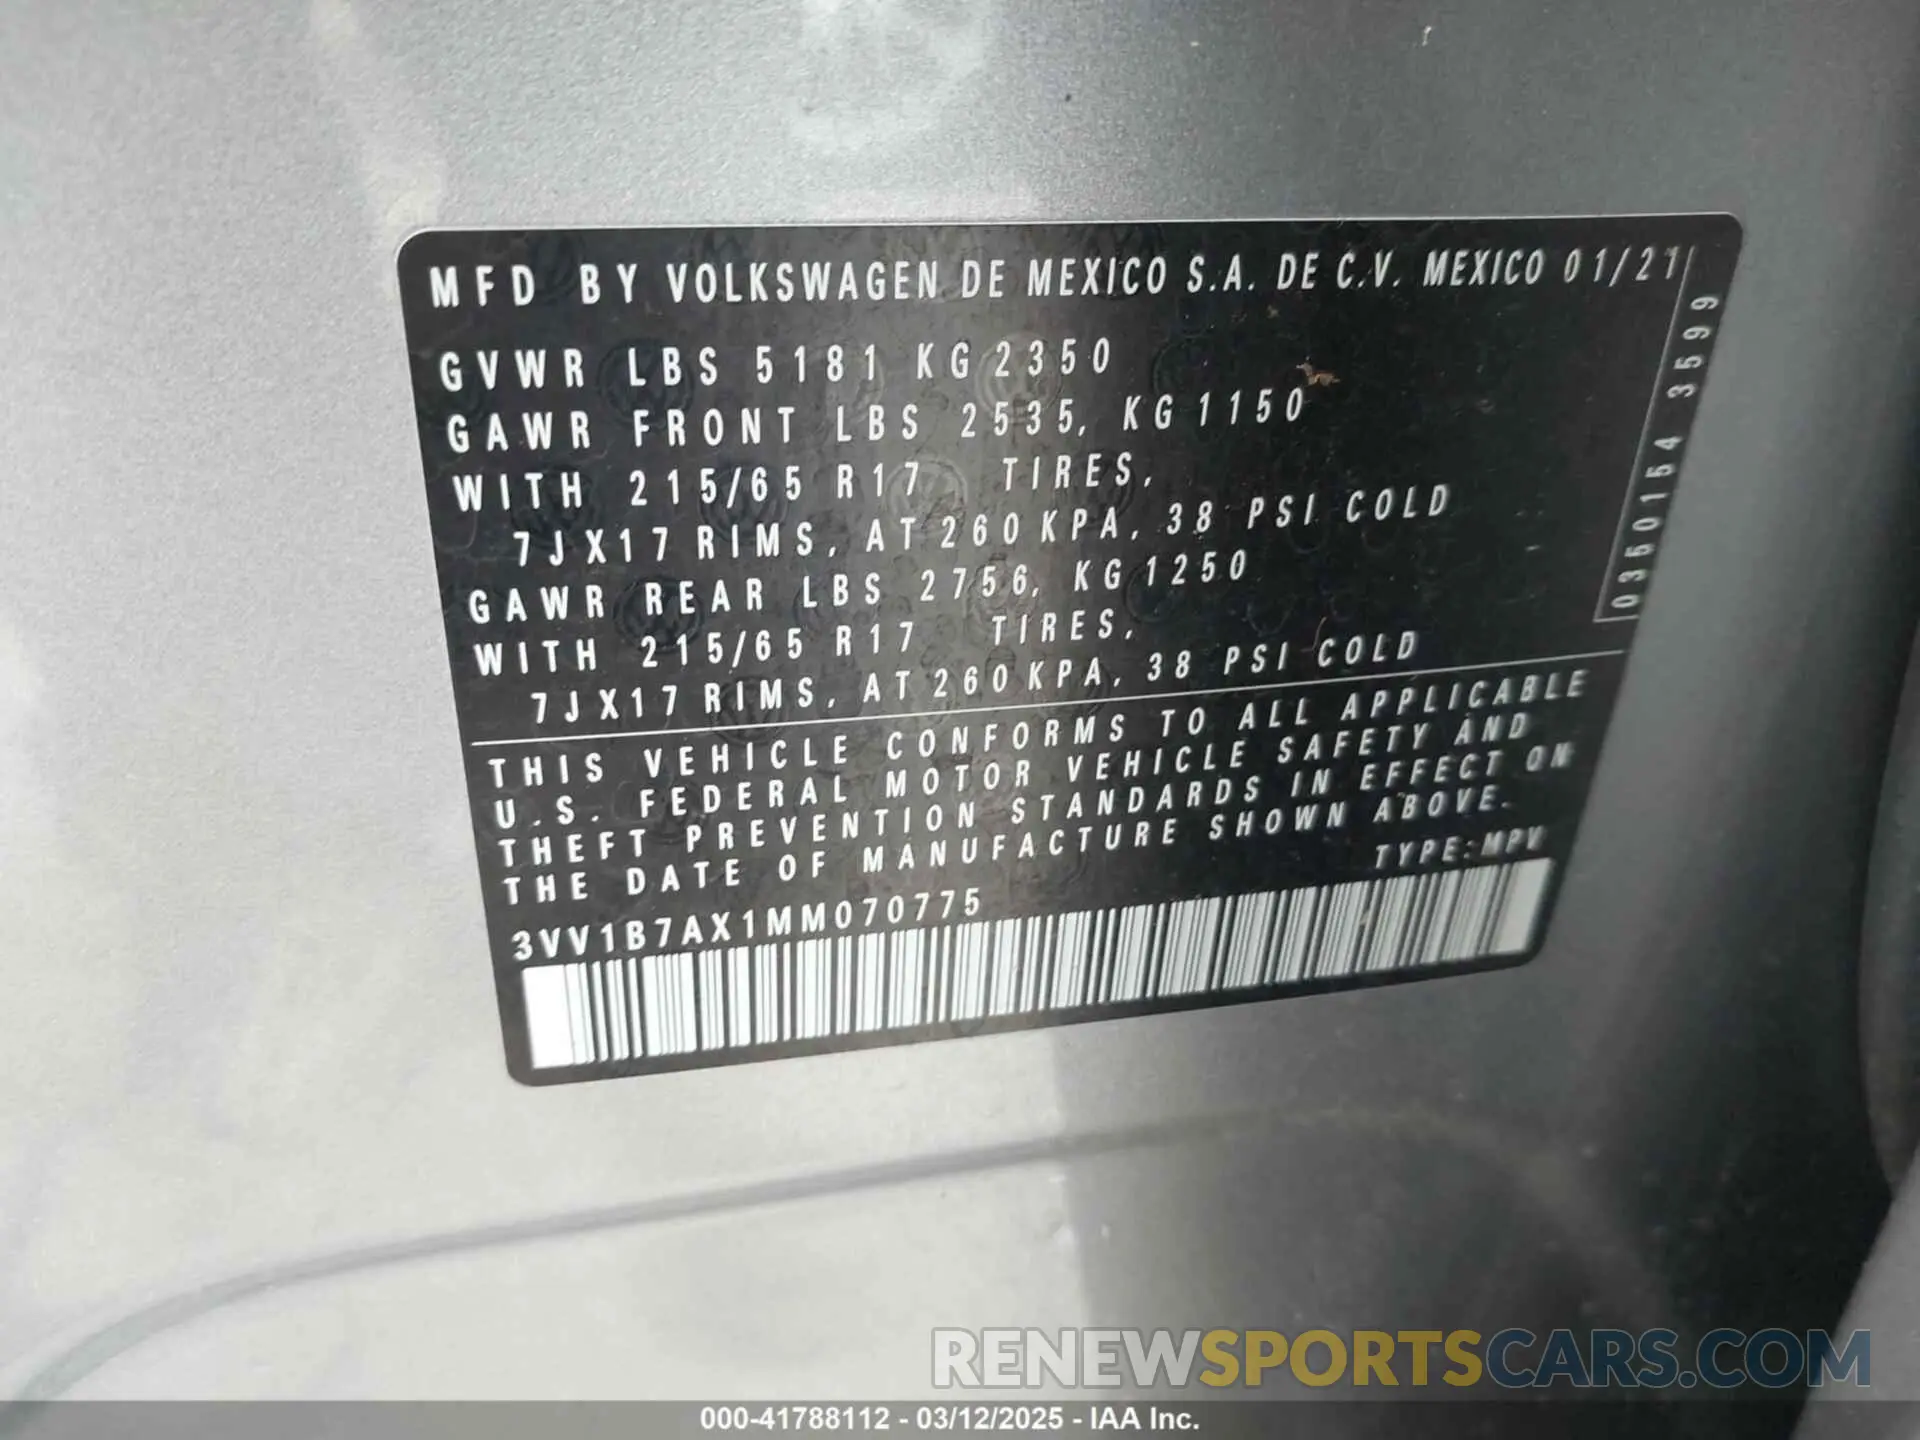 MFD BY VOLKSWAGEN DE MEXICO S.A. DE C.V. MEXICO 01/21
GVWR LBS 5181 KG 2350
GAWR FRONT LBS 2535, KG 1150
WITH 215/65 R17 TIRES,
7JX17 RIMS, AT 260 KPA, 38 PSI COLD
GAWR REAR LBS 2756, KG 1250
WITH 215/65 R17 TIRES,
7JX17 RIMS, AT 260 KPA, 38 PSI COLD
0350154 3599
THIS VEHICLE CONFORMS TO ALL APPLICABLE
U.S. FEDERAL MOTOR VEHICLE SAFETY AND
THEFT PREVENTION STANDARDS IN EFFECT ON
THE DATE OF MANUFACTURE SHOWN ABOVE.
TYPE: MPV
3VV1B7AX1MM070775
RENEWSPORTSCARS.COM
000-41788112 - 03/12/2025 - IAA Inc.